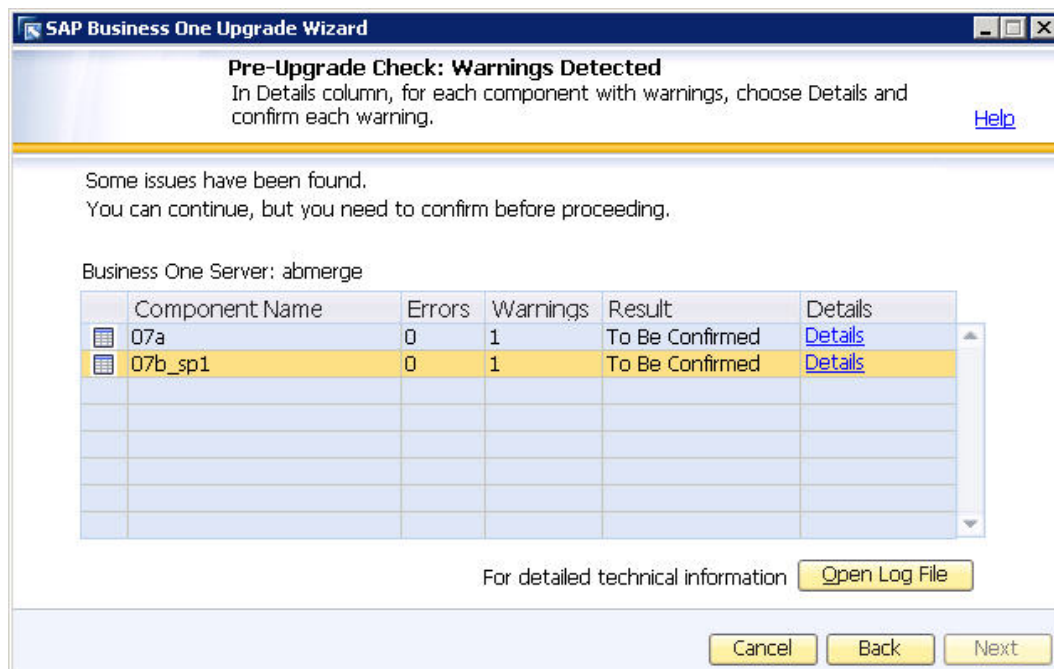 SAP Business One Upgrade Wizard
Pre-Upgrade Check: Warnings Detected
In Details column, for each component with warnings, choose Details and
confirm each warning.
Help
Some issues have been found.
You can continue, but you need to confirm before proceeding.
Business One Server: abmerge
Component Name Errors Warnings Result Details
07a 0 1 To Be Confirmed Details
07b_sp1 0 1 To Be Confirmed Details
For detailed technical information Open Log File
Cancel Back Next